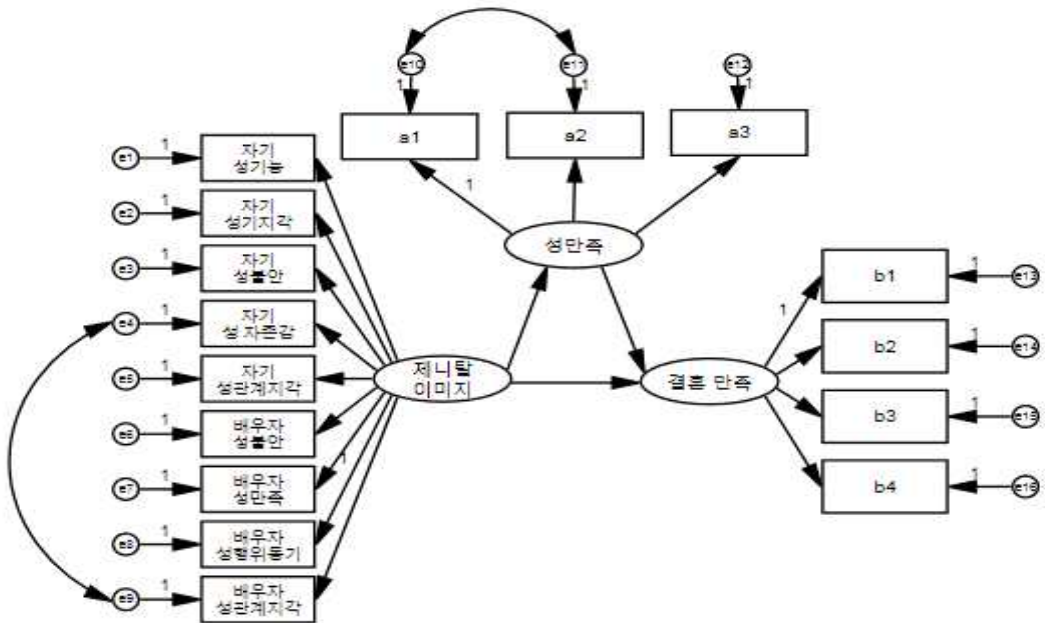 e10
e11
e12
1
1
1
a1
a2
a3
1
성만족
e1
1
자기
성기능
e2
1
자기
성기지각
e3
1
자기
성불안
e4
1
자기
성 자존감
e5
1
자기
성관계지각
e6
1
배우자
성불안
e7
1
배우자
성만족
e8
1
배우자
성행위동기
e9
1
배우자
성관계지각
1
제니탈
이미지
결혼 만족
1
b1
1
e13
b2
1
e14
b3
1
e15
b4
1
e16